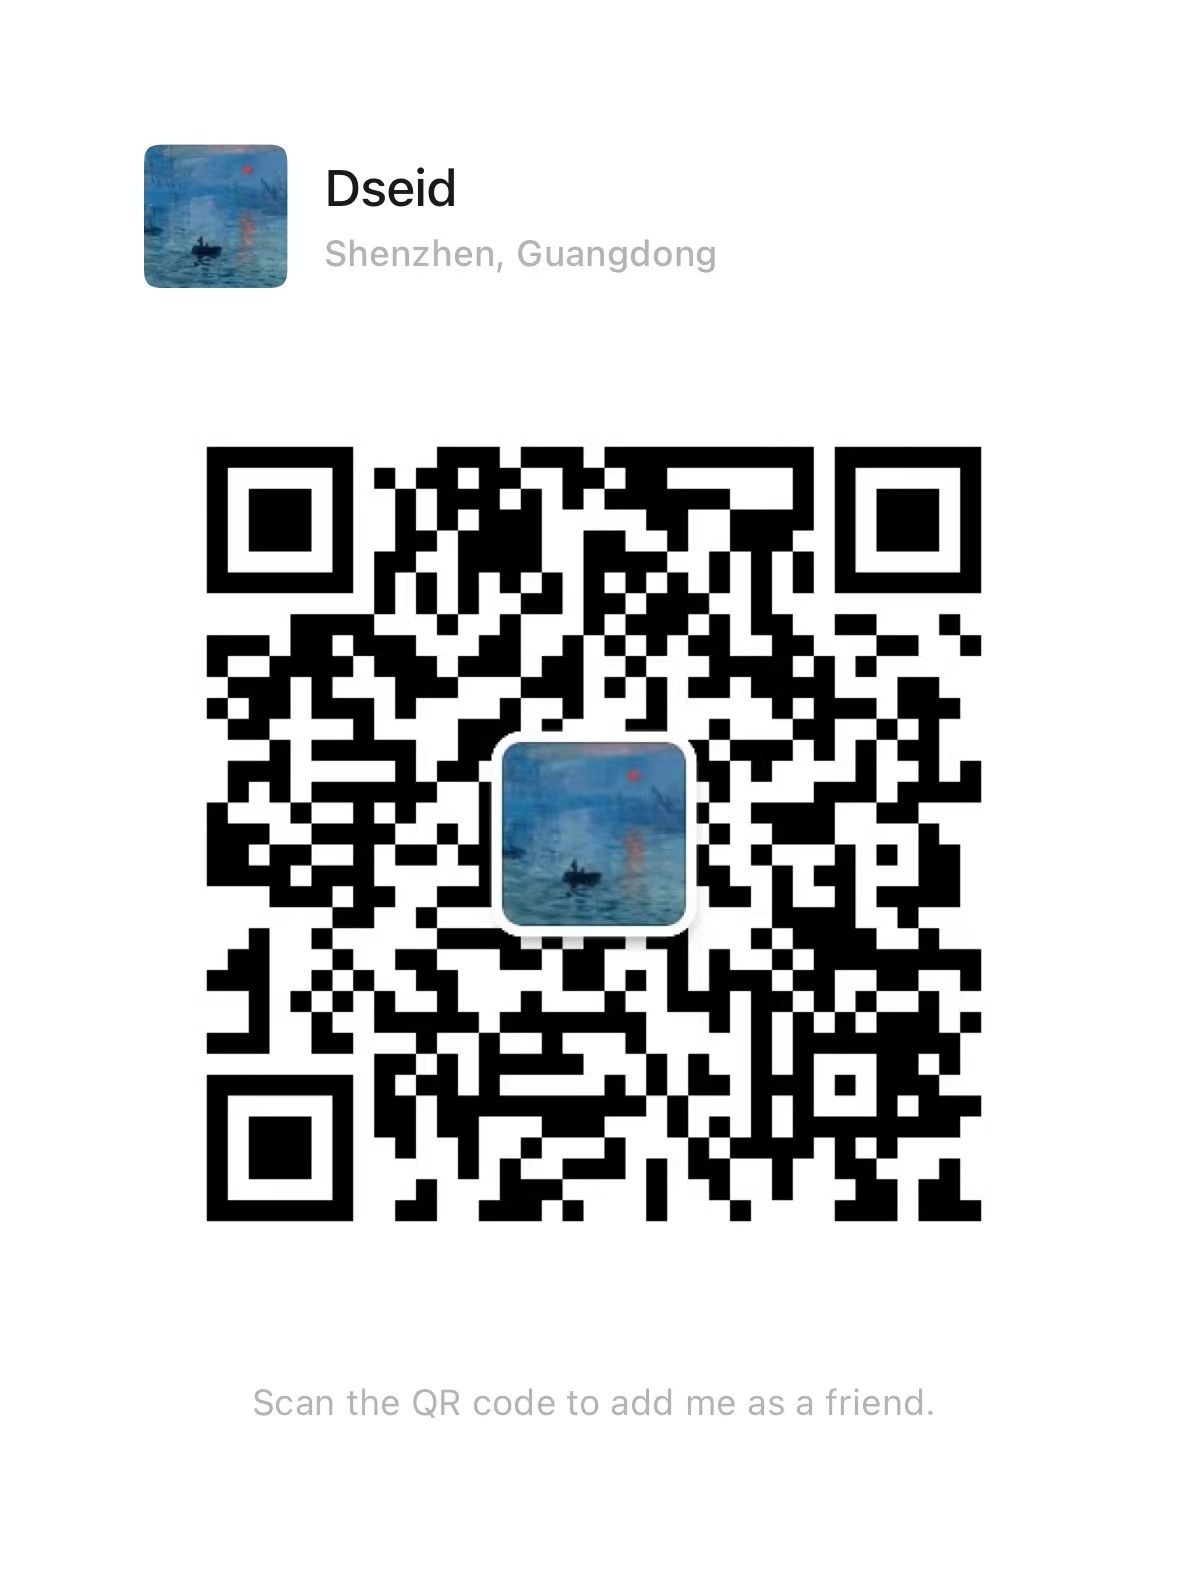 Dseid
Shenzhen, Guangdong
Scan the QR code to add me as a friend.